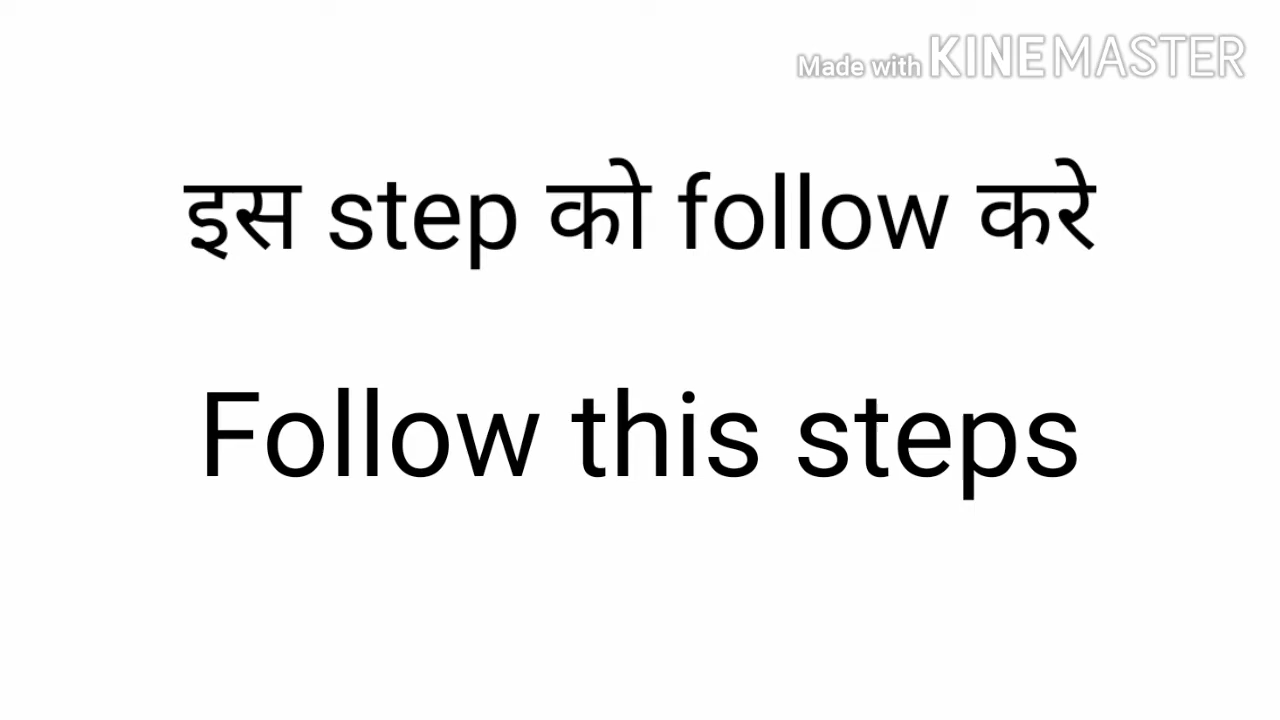 Made with KINEMASTER
इस step को follow करे
Follow this steps